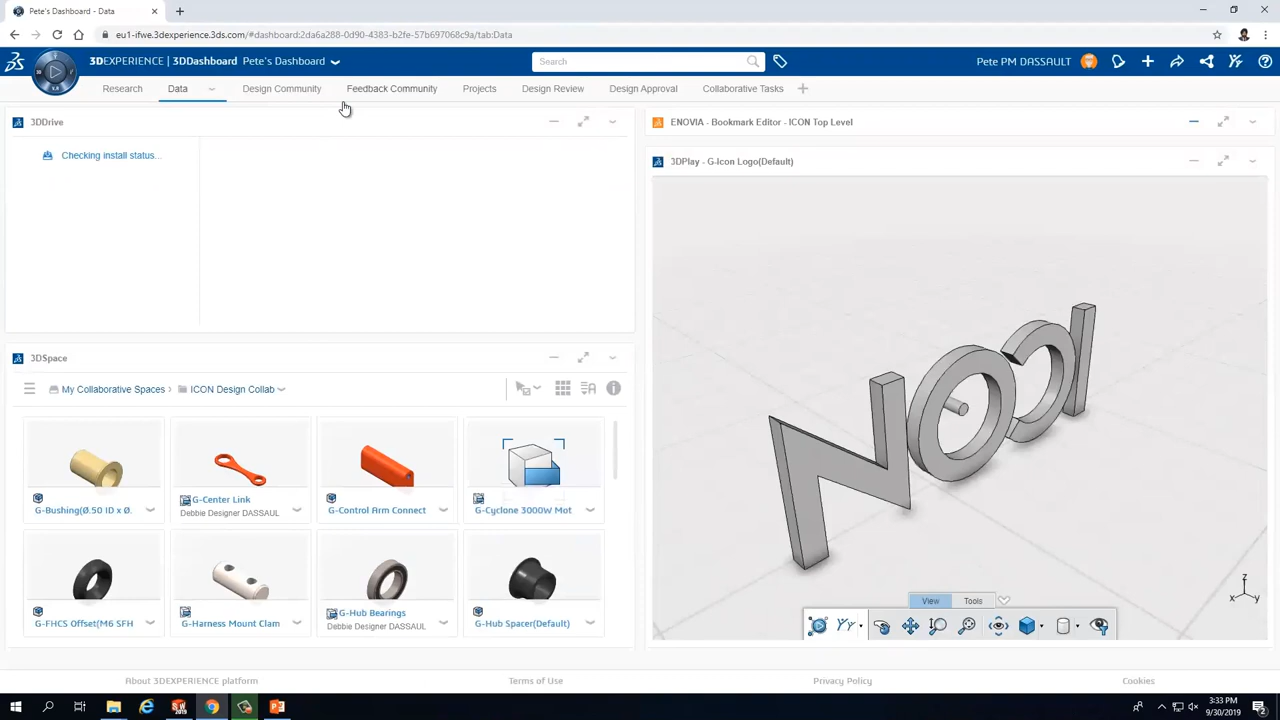 Pete's Dashboard - Data
eu1-ifwe.3dexperience.3ds.com/#dashboard:2da6a288-0d90-4383-b2fe-57b697068c9a/tab:Data
3DEXPERIENCE | 3DDashboard Pete's Dashboard
Search
Pete PM DASSAULT
Research
Data
Design Community
Feedback Community
Projects
Design Review
Design Approval
Collaborative Tasks
3DDrive
Checking install status...
ENOVIA - Bookmark Editor - ICON Top Level
3DPlay - G-Icon Logo(Default)
3DSpace
My Collaborative Spaces
ICON Design Collab
G-Bushing(Ø.50 ID x Ø.
G-Center Link
Debbie Designer DASSAUL
G-Control Arm Connect
G-Cyclone 3000W Mot
G-FHCS Offset(M6 SFH
G-Harness Mount Clam
G-Hub Bearings
Debbie Designer DASSAUL
G-Hub Spacer(Default)
ICON
Z
X Y
View
Tools
About 3DEXPERIENCE platform
Terms of Use
Privacy Policy
Cookies
3:33 PM
9/30/2019